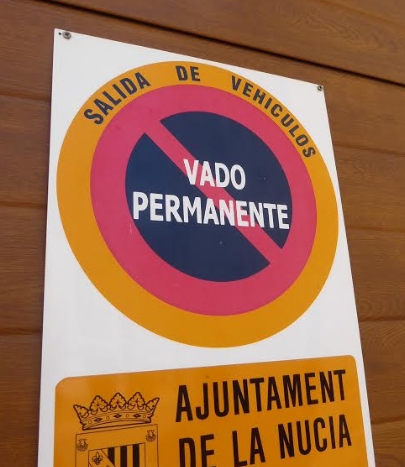 SALIDA DE VEHICULOS
VADO
PERMANENTE
AJUNTAMENT
DE LA NUCIA